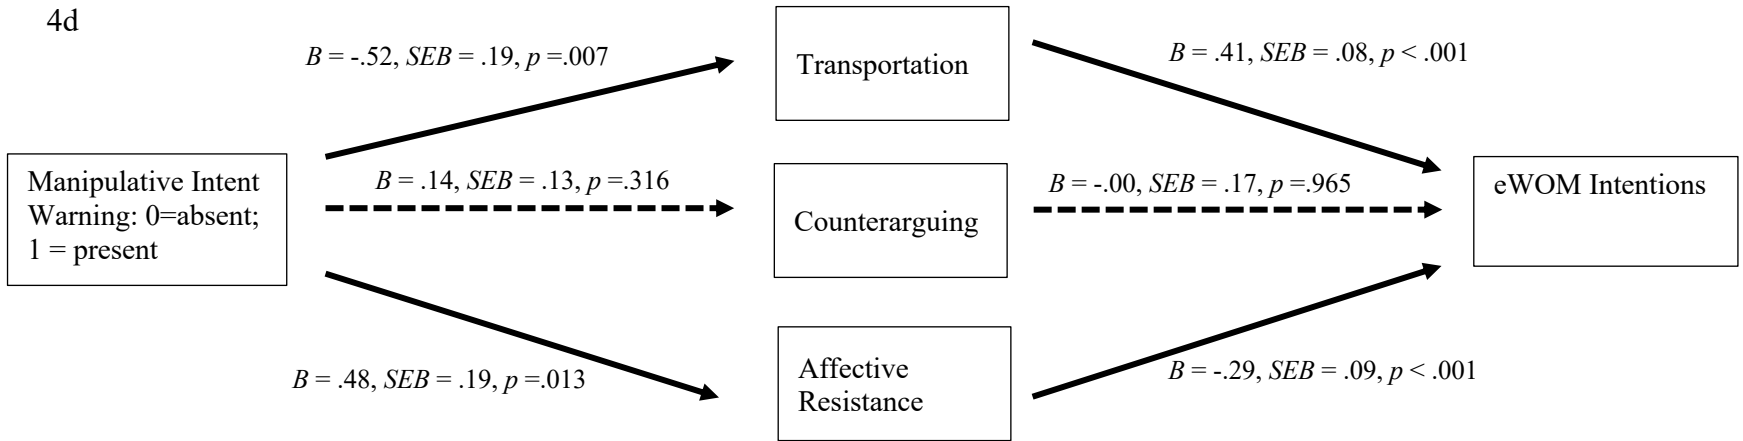 4d
B = -.52, SEB = .19, p =.007
Transportation
B = .41, SEB = .08, p < .001
Manipulative Intent
Warning: 0=absent;
1 = present
B = .14, SEB = .13, p =.316
Counterarguing
B = -.00, SEB = .17, p =.965
eWOM Intentions
B = .48, SEB = .19, p =.013
Affective
Resistance
B = -.29, SEB = .09, p < .001